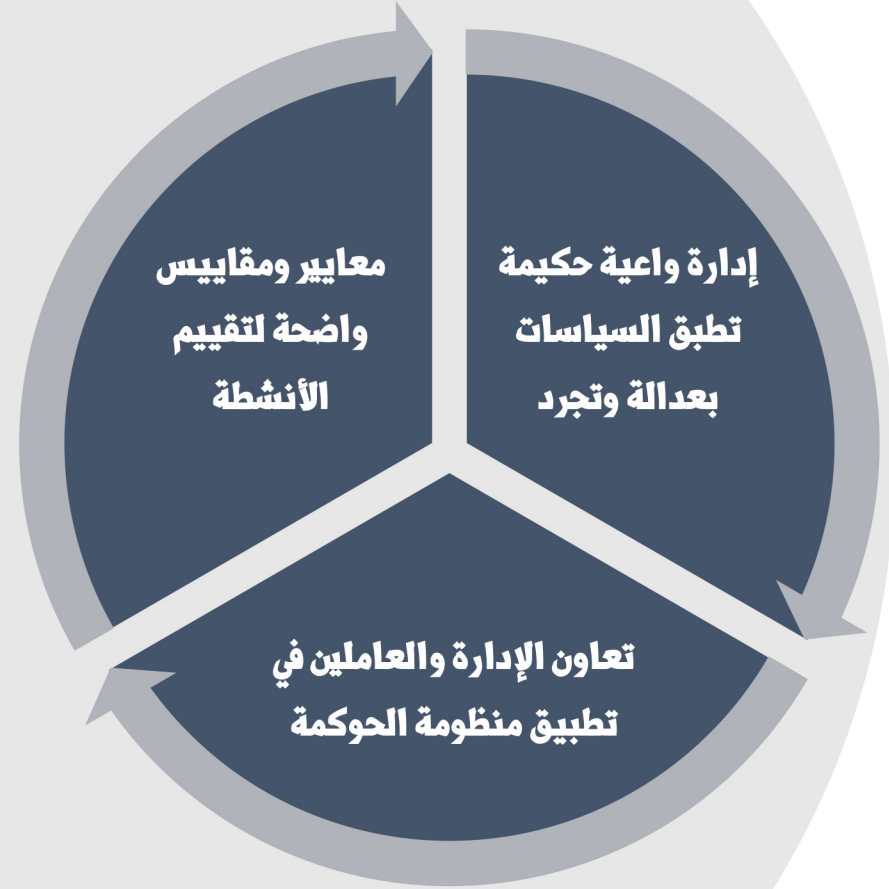 إدارة واعية حكيمة
تطبق السياسات
بعدالة وتجرد
تعاون الإدارة والعاملين في
تطبيق منظومة الحوكمة
معايير ومقاييس
واضحة لتقييم
الأنشطة